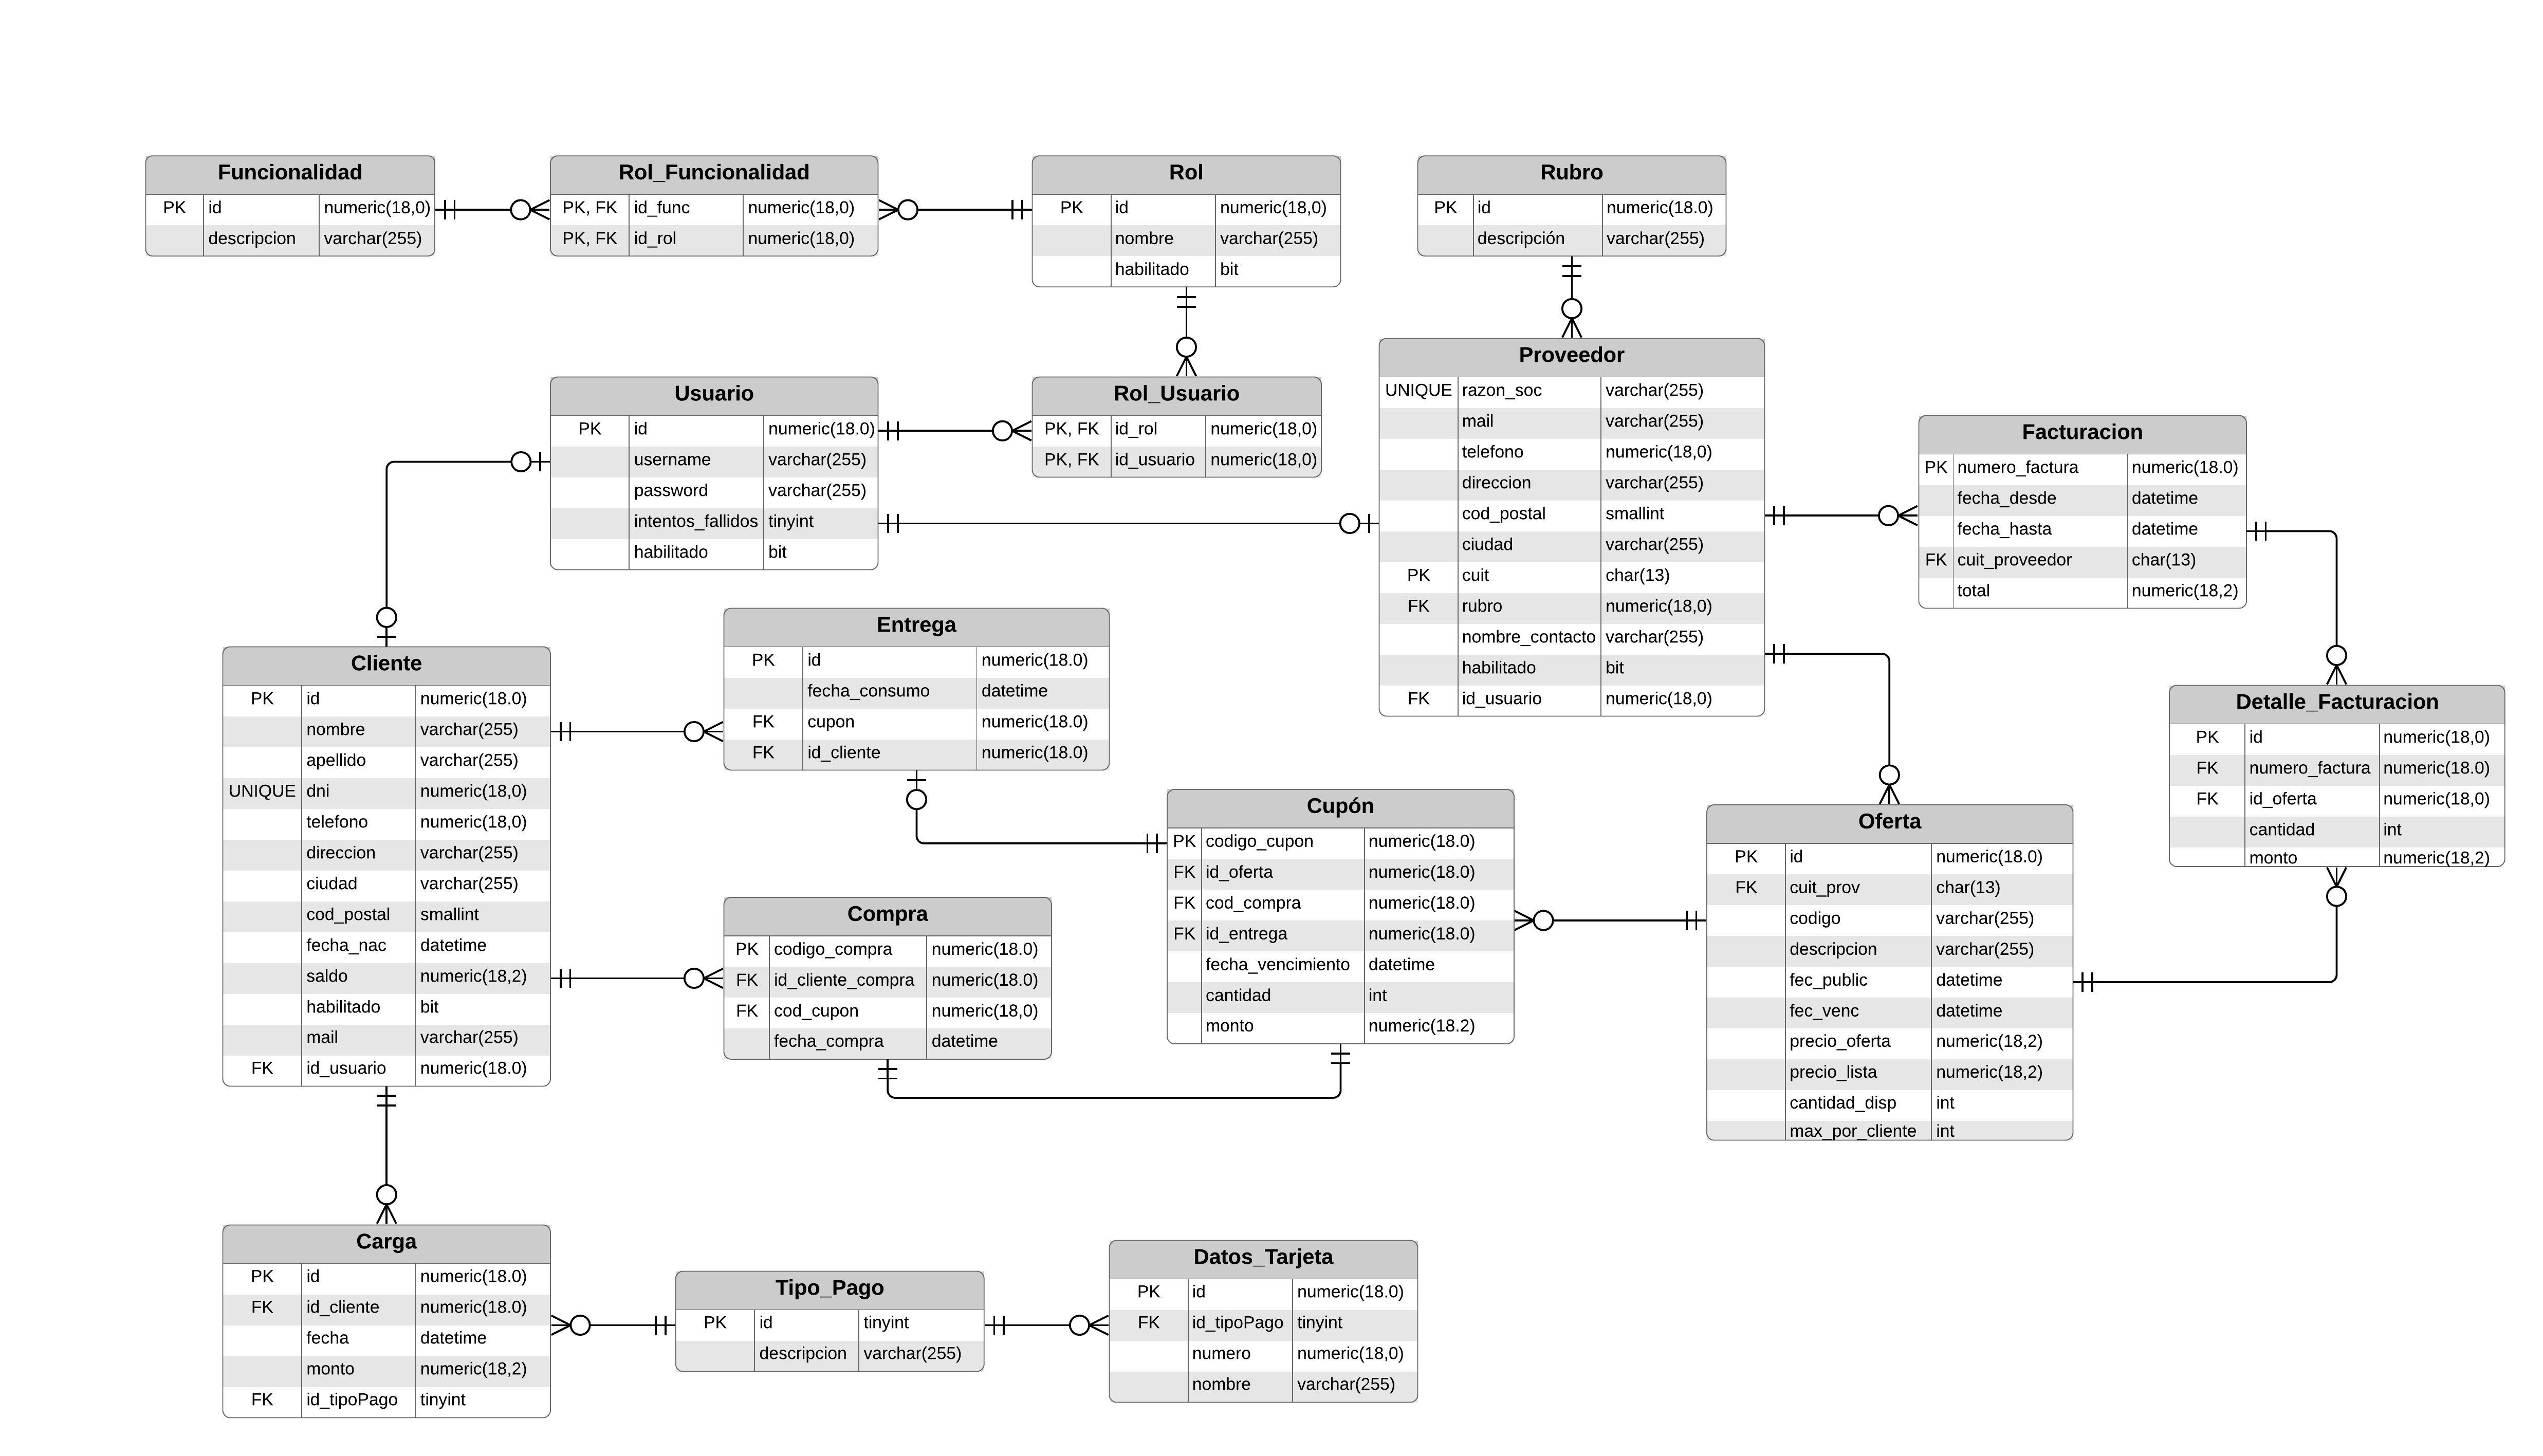 Funcionalidad
PK id numeric(18,0)
descripcion varchar(255)
Rol_Funcionalidad
PK, FK id_func numeric(18,0)
PK, FK id_rol numeric(18,0)
Rol
PK id numeric(18,0)
nombre varchar(255)
habilitado bit
Rubro
PK id numeric(18.0)
descripción varchar(255)
Usuario
PK id numeric(18.0)
username varchar(255)
password varchar(255)
intentos_fallidos tinyint
habilitado bit
Rol_Usuario
PK, FK id_rol numeric(18,0)
PK, FK id_usuario numeric(18,0)
Proveedor
UNIQUE razon_soc varchar(255)
mail varchar(255)
telefono numeric(18,0)
direccion varchar(255)
cod_postal smallint
ciudad varchar(255)
PK cuit char(13)
FK rubro numeric(18,0)
nombre_contacto varchar(255)
habilitado bit
FK id_usuario numeric(18,0)
Facturacion
PK numero_factura numeric(18.0)
fecha_desde datetime
fecha_hasta datetime
FK cuit_proveedor char(13)
total numeric(18,2)
Cliente
PK id numeric(18.0)
nombre varchar(255)
apellido varchar(255)
UNIQUE dni numeric(18,0)
telefono numeric(18,0)
direccion varchar(255)
ciudad varchar(255)
cod_postal smallint
fecha_nac datetime
saldo numeric(18,2)
habilitado bit
mail varchar(255)
FK id_usuario numeric(18.0)
Entrega
PK id numeric(18.0)
fecha_consumo datetime
FK cupon numeric(18.0)
FK id_cliente numeric(18.0)
Detalle_Facturacion
PK id numeric(18,0)
FK numero_factura numeric(18.0)
FK id_oferta numeric(18,0)
cantidad int
monto numeric(18,2)
Cupón
PK codigo_cupon numeric(18.0)
FK id_oferta numeric(18.0)
FK cod_compra numeric(18.0)
FK id_entrega numeric(18.0)
fecha_vencimiento datetime
cantidad int
monto numeric(18.2)
Oferta
PK id numeric(18.0)
FK cuit_prov char(13)
codigo varchar(255)
descripcion varchar(255)
fec_public datetime
fec_venc datetime
precio_oferta numeric(18,2)
precio_lista numeric(18,2)
cantidad_disp int
max_por_cliente int
Compra
PK codigo_compra numeric(18.0)
FK id_cliente_compra numeric(18.0)
FK cod_cupon numeric(18,0)
fecha_compra datetime
Carga
PK id numeric(18.0)
FK id_cliente numeric(18.0)
fecha datetime
monto numeric(18,2)
FK id_tipoPago tinyint
Tipo_Pago
PK id tinyint
descripcion varchar(255)
Datos_Tarjeta
PK id numeric(18.0)
FK id_tipoPago tinyint
numero numeric(18,0)
nombre varchar(255)